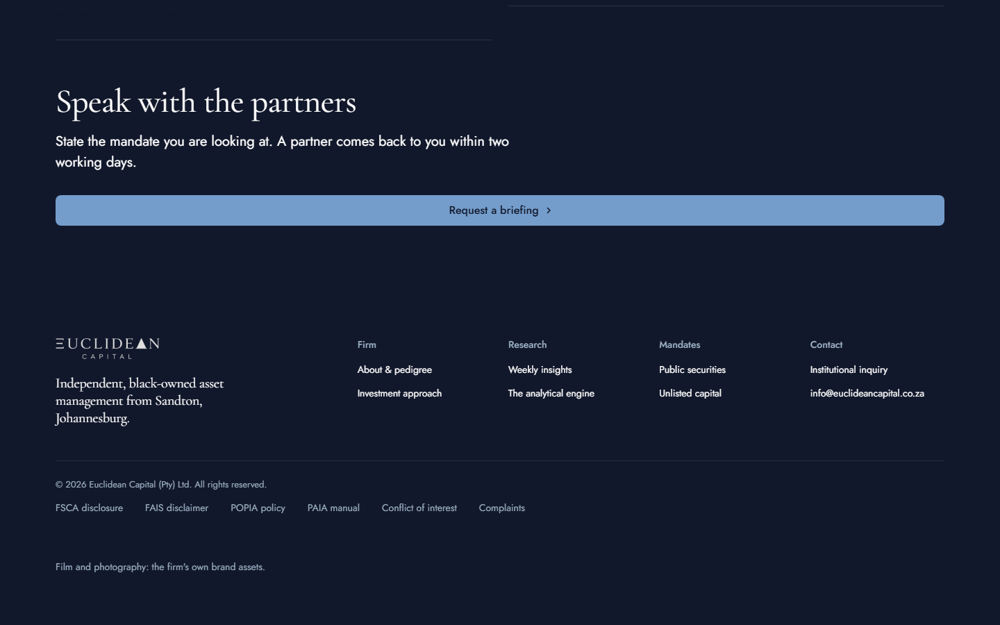 Speak with the partners
State the mandate you are looking at. A partner comes back to you within two
working days.
Request a briefing
EUCLIDEAN
CAPITAL
Independent, black-owned asset
management from Sandton,
Johannesburg.
Firm
About & pedigree
Investment approach
Research
Weekly insights
The analytical engine
Mandates
Public securities
Unlisted capital
Contact
Institutional inquiry
info@euclideancapital.co.za
© 2026 Euclidean Capital (Pty) Ltd. All rights reserved.
FSCA disclosure FAIS disclaimer POPIA policy PAIA manual Conflict of interest Complaints
Film and photography: the firm's own brand assets.